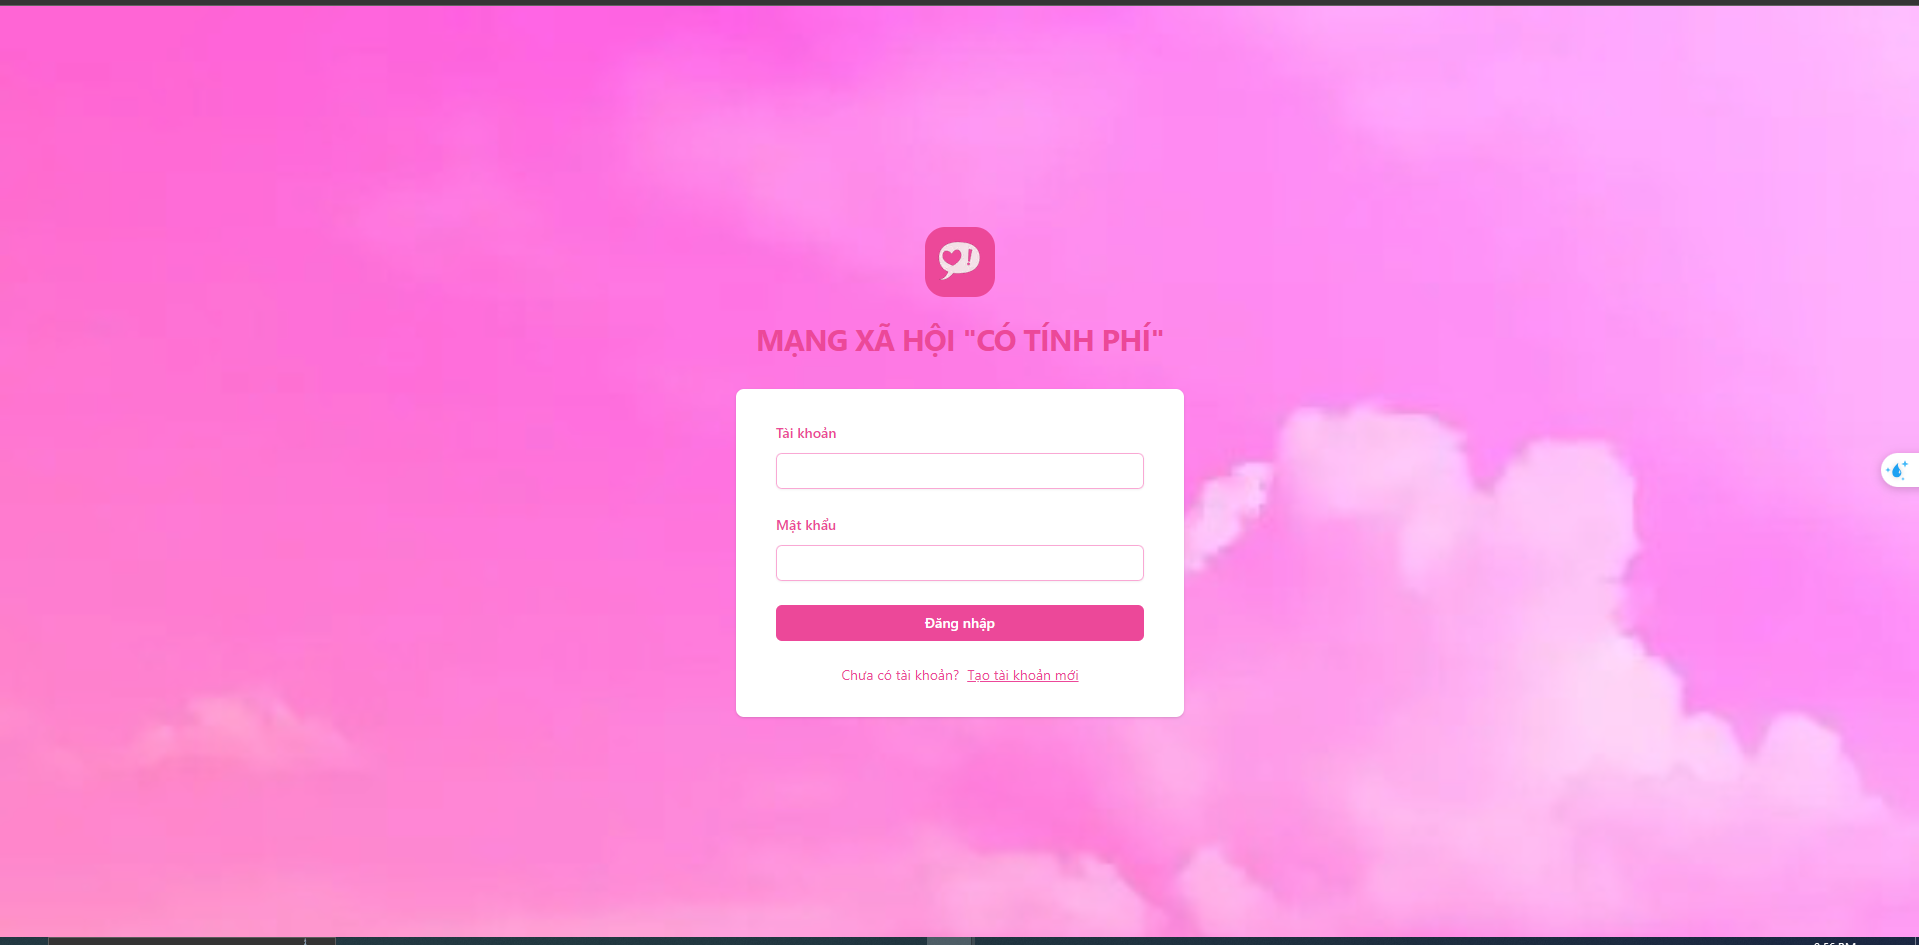 MẠNG XÃ HỘI "CÓ TÍNH PHÍ"
Tài khoản
Mật khẩu
Đăng nhập
Chưa có tài khoản? Tạo tài khoản mới